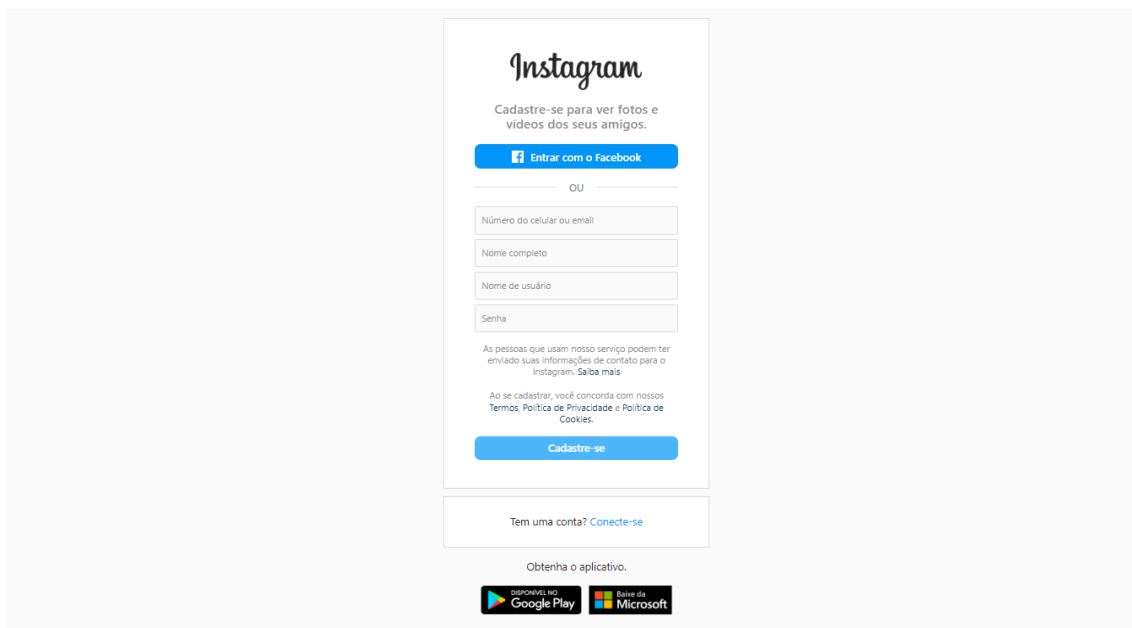 Instagram
Cadastre-se para ver fotos e
vídeos dos seus amigos.
Entrar com o Facebook
OU
Número do celular ou email
Nome completo
Nome de usuário
Senha
As pessoas que usam nosso serviço podem ter
enviado suas informações de contato para o
Instagram. Saiba mais
Ao se cadastrar, você concorda com nossos
Termos, Política de Privacidade e Política de
Cookies.
Cadastre-se
Tem uma conta? Conecte-se
Obtenha o aplicativo.
DISPONÍVEL NO
Google Play
Baixe da
Microsoft